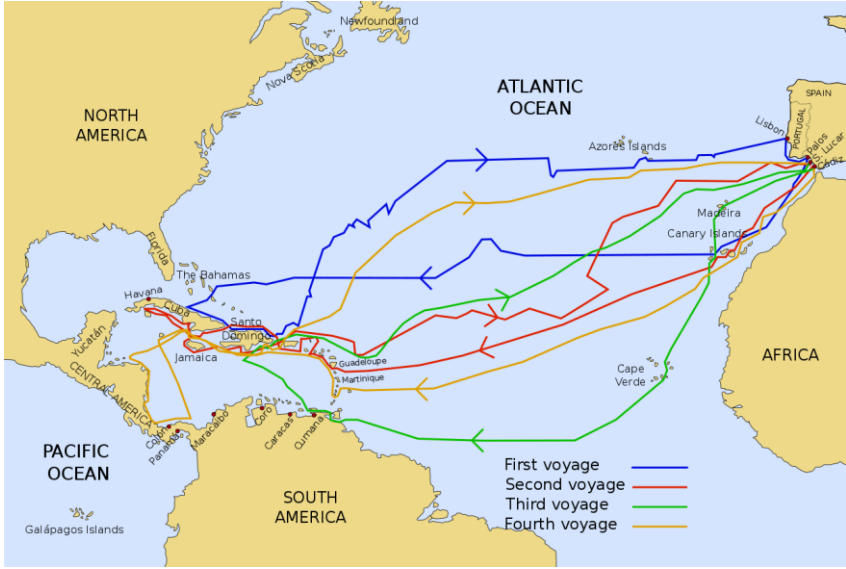 Newfoundland
Nova Scotia
ATLANTIC
OCEAN
SPAIN
PORTUGAL
NORTH
AMERICA
Lisbon
Palos
S. Lucar
Cádiz
Azores Islands
Madeira
Canary Islands
Florida
The Bahamas
Havana
Cuba
Santo
Domingo
Yucatán
Jamaica
Guadeloupe
Martinique
CENTRAL AMERICA
Cape
Verde
AFRICA
Colón
Panamá
Maracaibo
Coro
Caracas
Cumana
PACIFIC
OCEAN
SOUTH
AMERICA
Galápagos Islands
First voyage
Second voyage
Third voyage
Fourth voyage